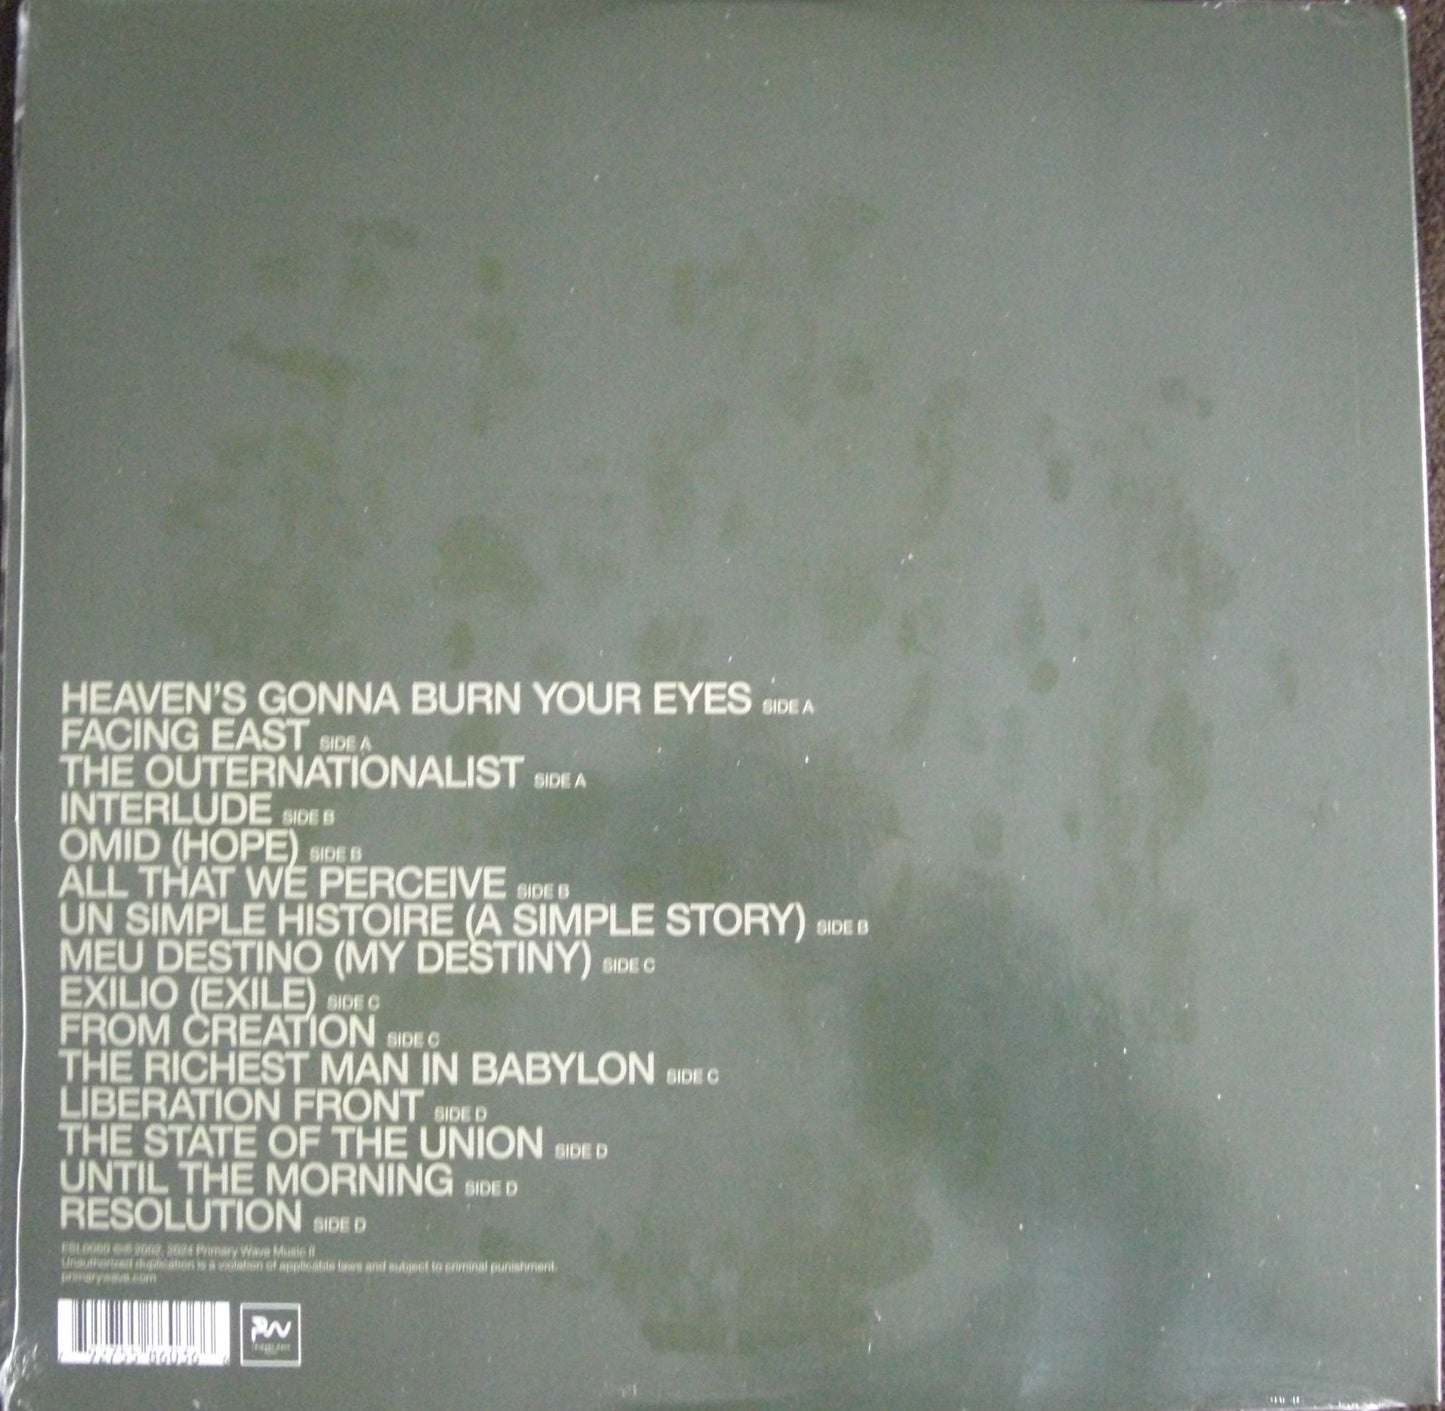 HEAVEN'S GONNA BURN YOUR EYES SIDE A
FACING EAST SIDE A
THE OUTERNATIONALIST SIDE A
INTERLUDE SIDE B
OMID (HOPE) SIDE B
ALL THAT WE PERCEIVE SIDE B
UN SIMPLE HISTOIRE (A SIMPLE STORY) SIDE B
MEU DESTINO (MY DESTINY) SIDE C
EXILIO (EXILE) SIDE C
FROM CREATION SIDE C
THE RICHEST MAN IN BABYLON SIDE C
LIBERATION FRONT SIDE D
THE STATE OF THE UNION SIDE D
UNTIL THE MORNING SIDE D
RESOLUTION SIDE D
2002, 2024 Primary Wave Music II
Unauthorized duplication is a violation of applicable laws and subject to criminal punishment.
primarywave.com